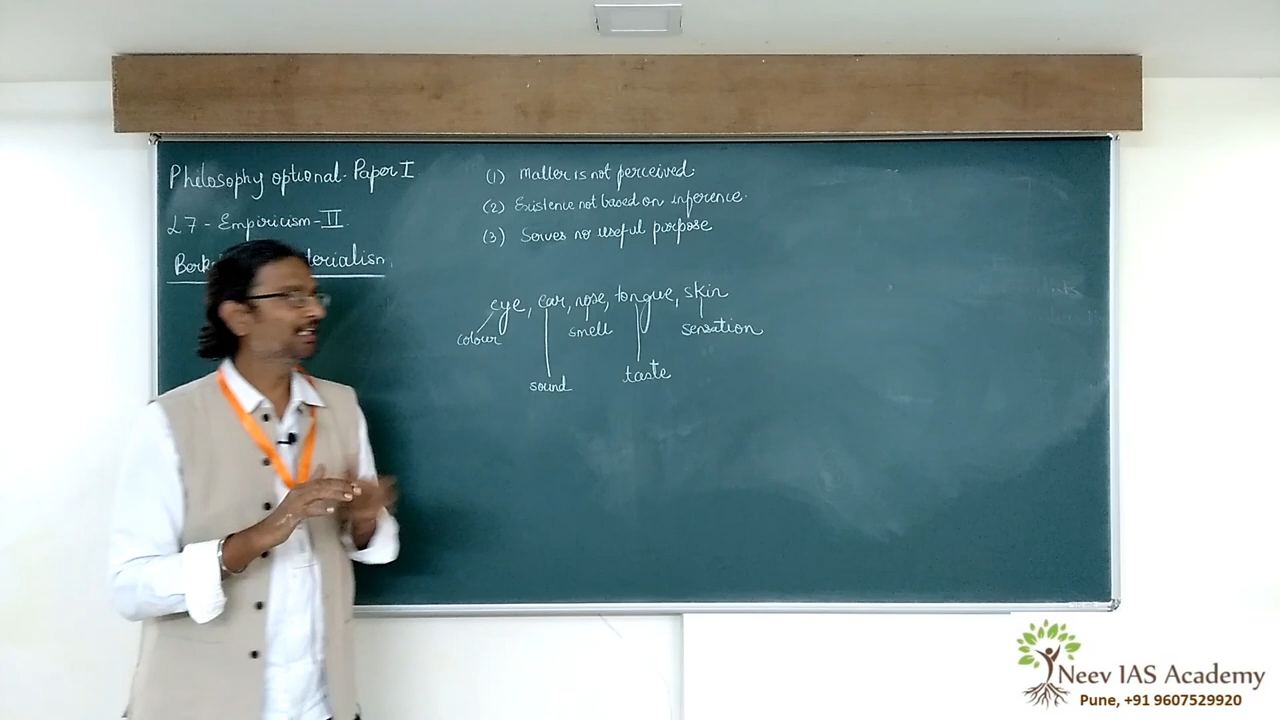 Philosophy optional - Paper I
L7 - Empiricism - II
Berk terialism
(1) Matter is not perceived.
(2) Existence not based on inference.
(3) Serves no useful purpose
eye, ear, nose, tongue, skin
colour smell sensation
sound taste
Neev IAS Academy
Pune, +91 9607529920